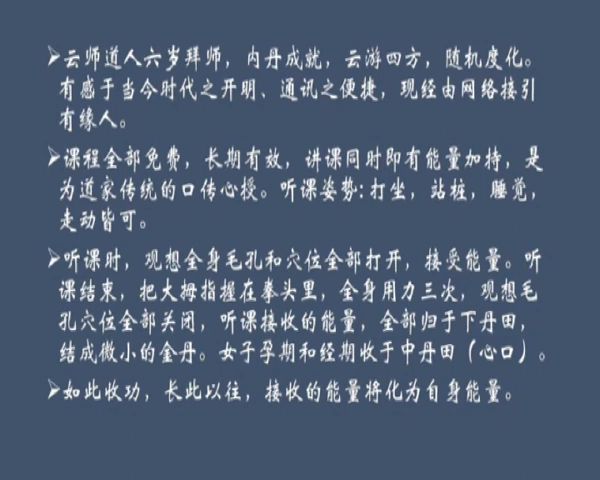 ➢云师道人六岁拜师，内丹成就，云游四方，随机度化。
有感于当今时代之开明、通讯之便捷，现经由网络接引
有缘人。
➢课程全部免费，长期有效，讲课同时即有能量加持，是
为道家传统的口传心授。听课姿势:打坐，站桩，睡觉，
走动皆可。
➢听课时，观想全身毛孔和穴位全部打开，接受能量。听
课结束，把大拇指握在拳头里，全身用力三次，观想毛
孔穴位全部关闭，听课接收的能量，全部归于下丹田，
结成微小的金丹。女子孕期和经期收于中丹田（心口）。
➢如此收功，长此以往，接收的能量将化为自身能量。